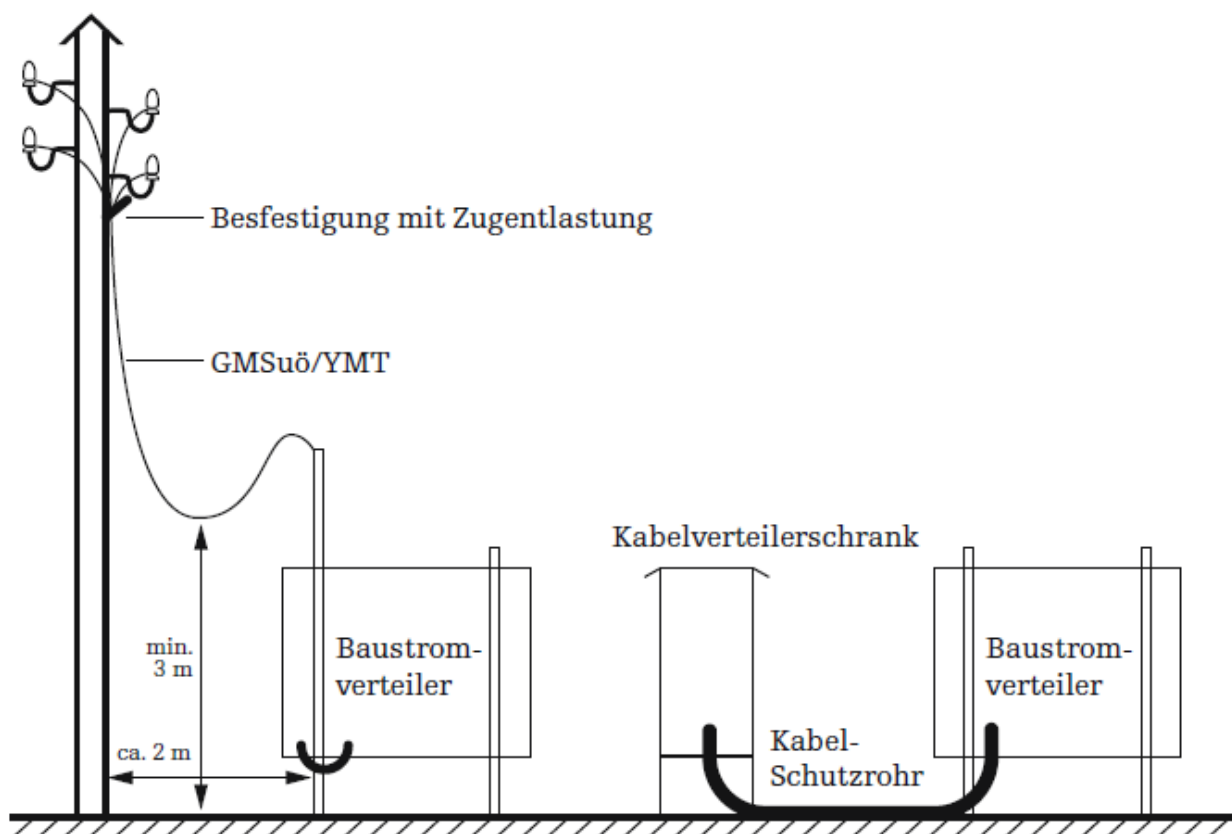 Besfestigung mit Zugentlastung
GMSuö/YMT
Kabelverteilerschrank
min.
3 m
Baustrom-
verteiler
Baustrom-
verteiler
ca. 2 m
Kabel-
Schutzrohr